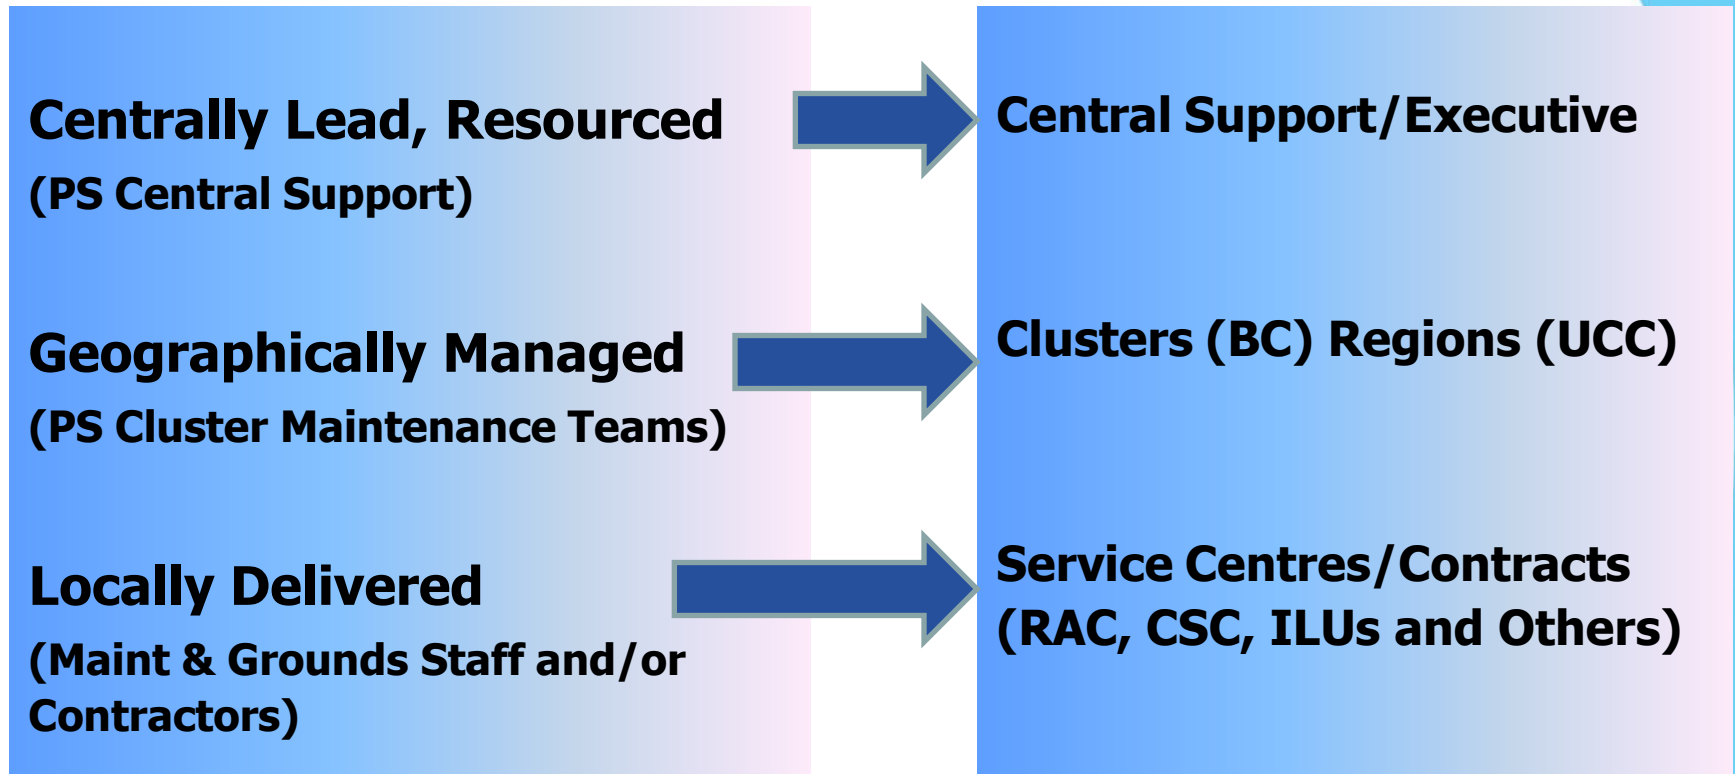 Centrally Lead, Resourced
(PS Central Support)
Geographically Managed
(PS Cluster Maintenance Teams)
Locally Delivered
(Maint & Grounds Staff and/or
Contractors)
Central Support/Executive
Clusters (BC) Regions (UCC)
Service Centres/Contracts
(RAC, CSC, ILUs and Others)